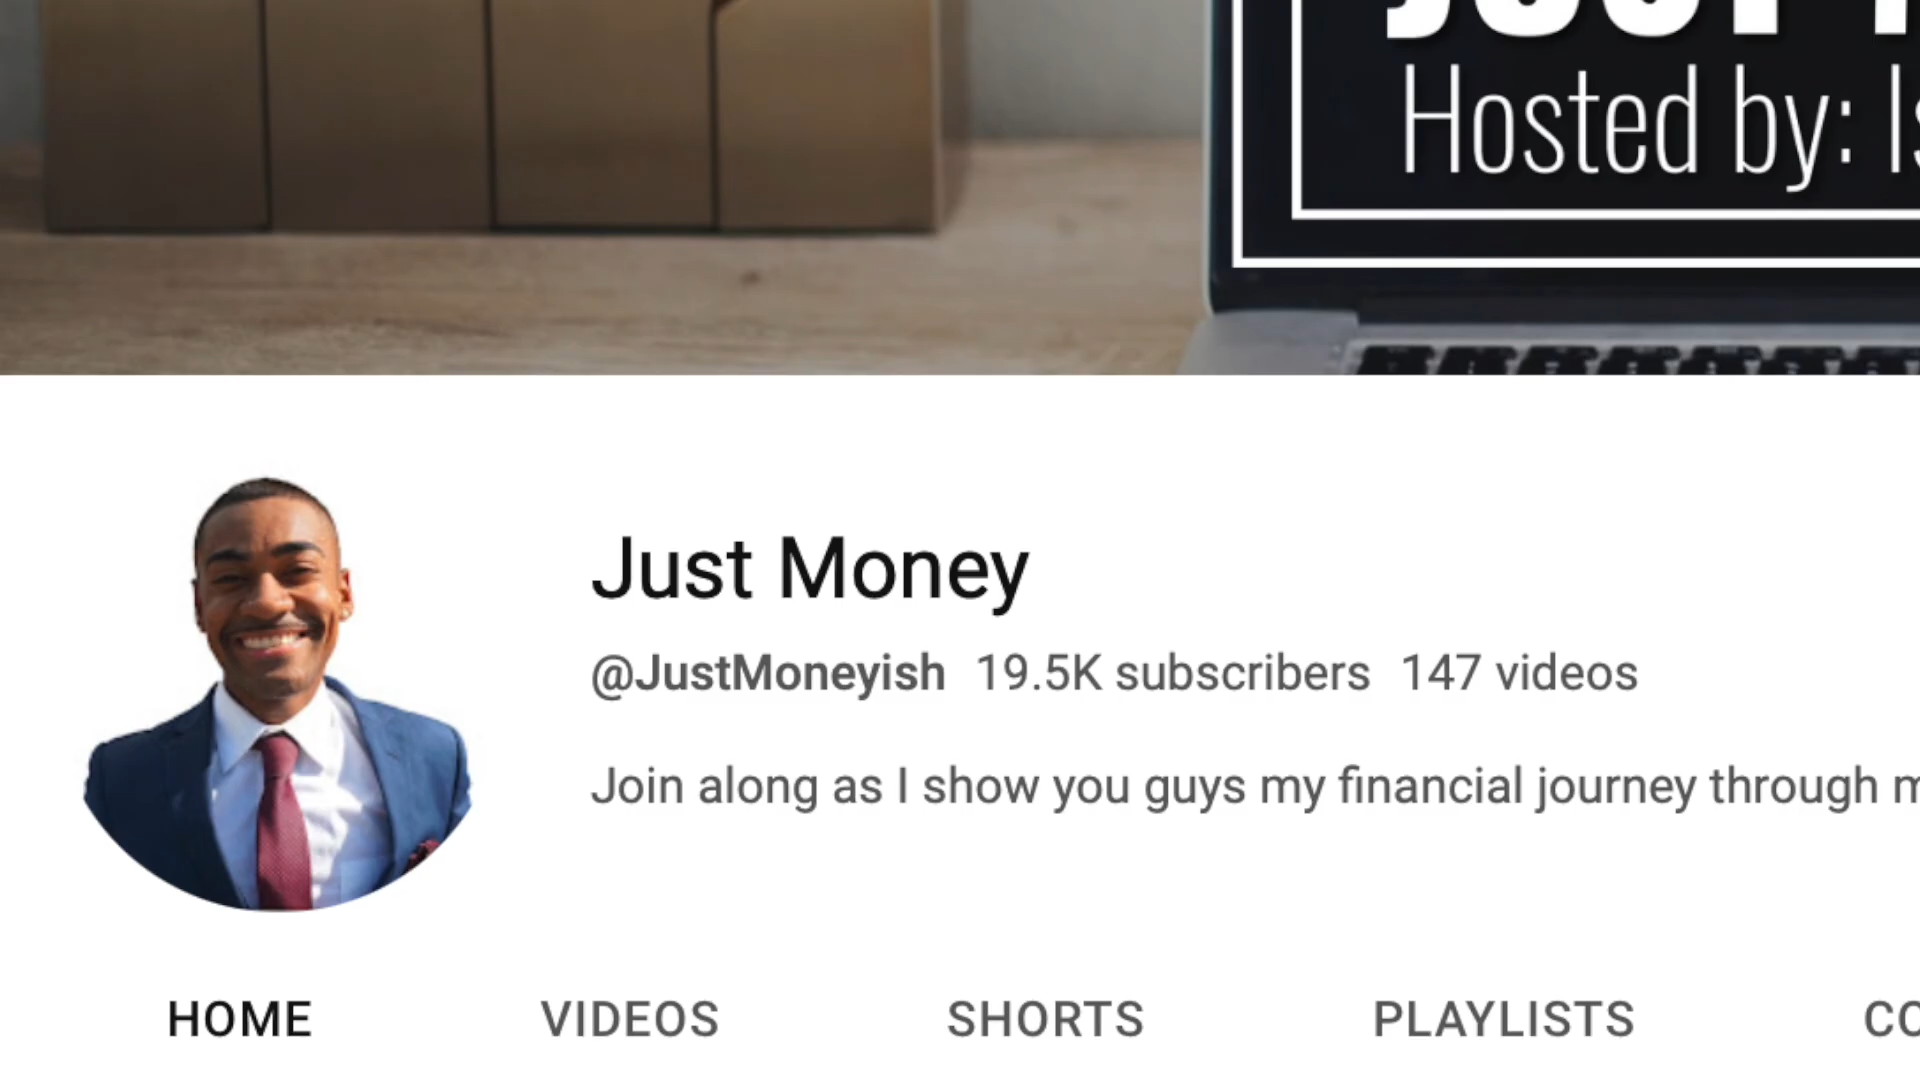 Hosted by:
Just Money
@JustMoneyish 19.5K subscribers 147 videos
Join along as I show you guys my financial journey through
HOME
VIDEOS
SHORTS
PLAYLISTS